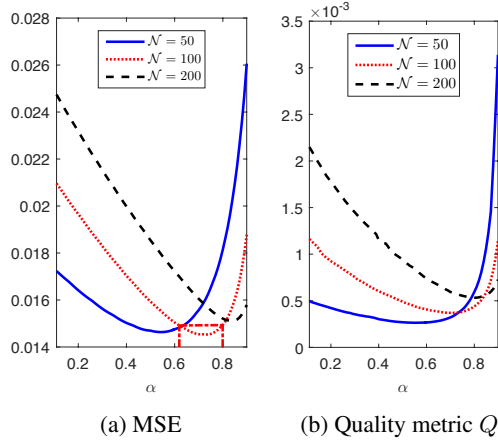 0.028
0.026
0.024
0.022
0.02
0.018
0.016
0.014
0.2 0.4 0.6 0.8
α
𝒩 = 50
𝒩 = 100
𝒩 = 200
(a) MSE
×10⁻³
3.5
3
2.5
2
1.5
1
0.5
0
0.2 0.4 0.6 0.8
α
𝒩 = 50
𝒩 = 100
𝒩 = 200
(b) Quality metric Q